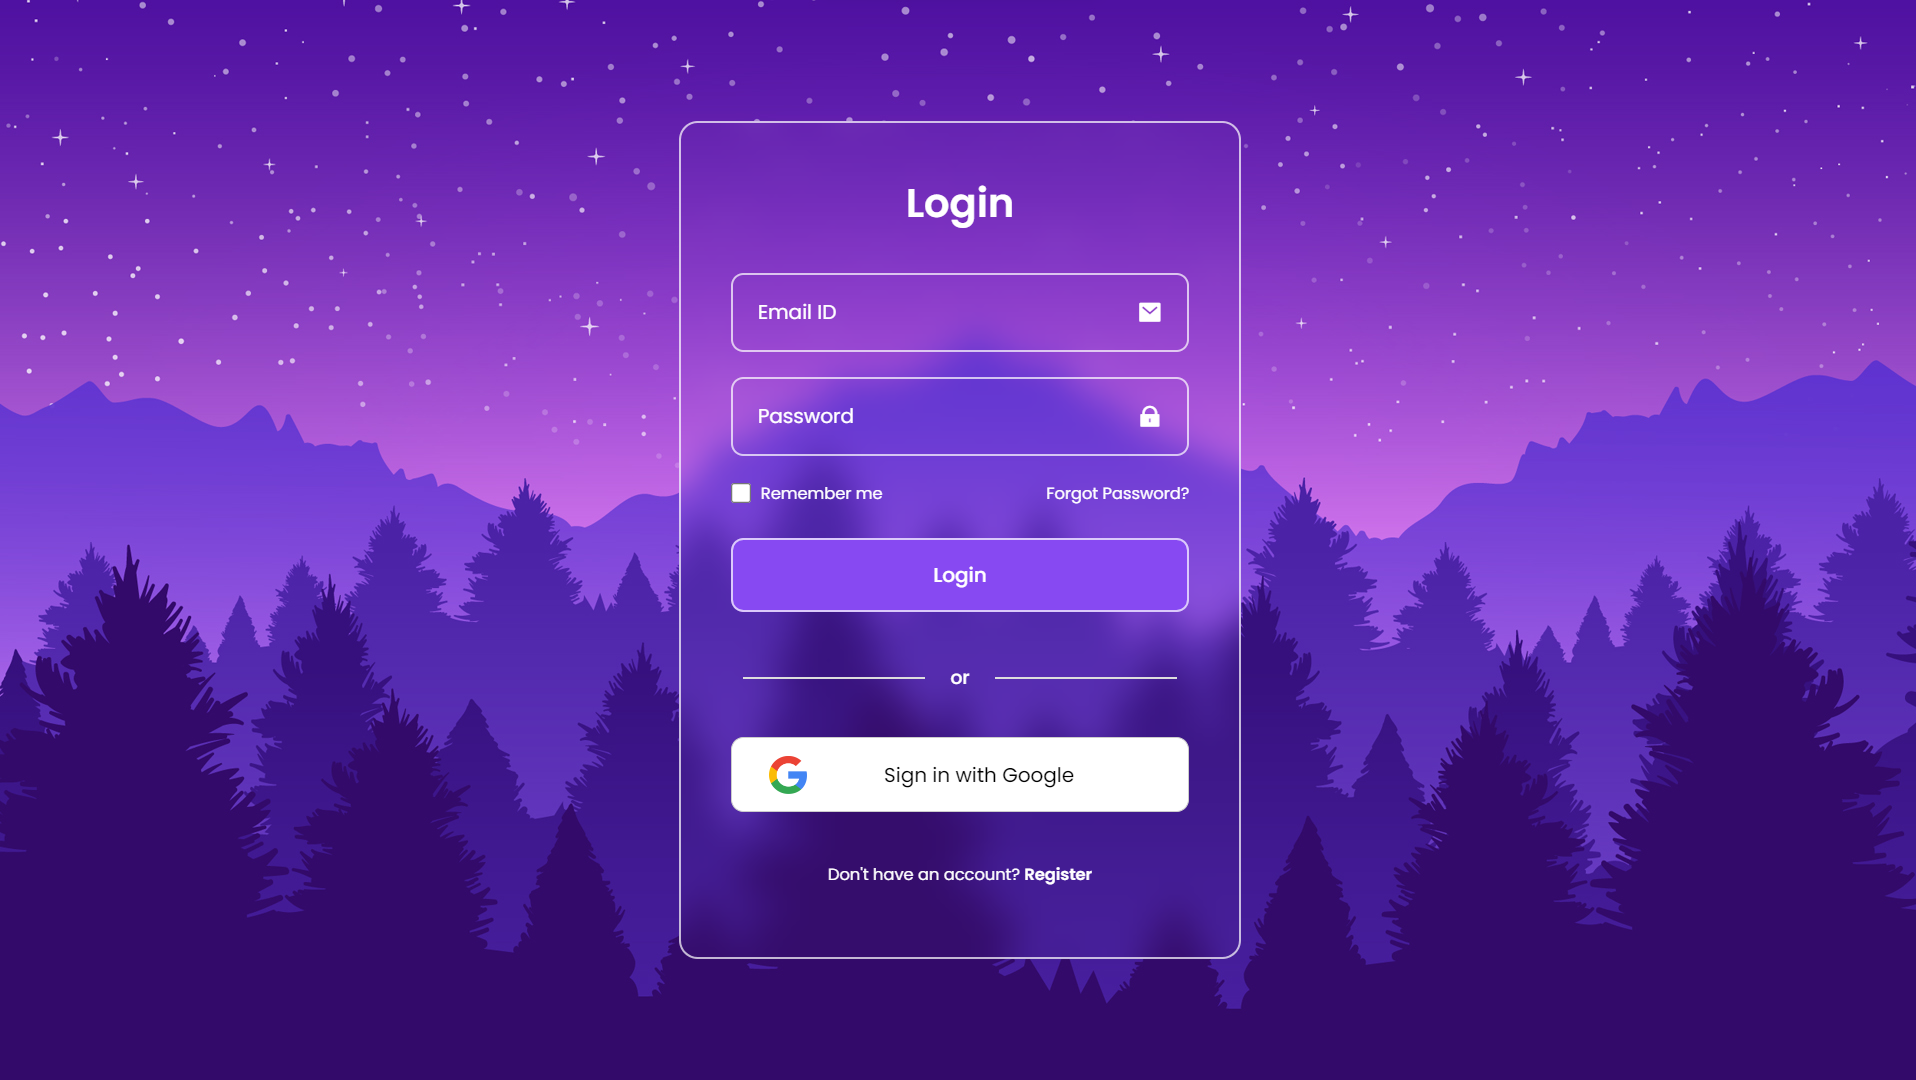 Login
Email ID
Password
Remember me Forgot Password?
Login
or
Sign in with Google
Don't have an account? Register